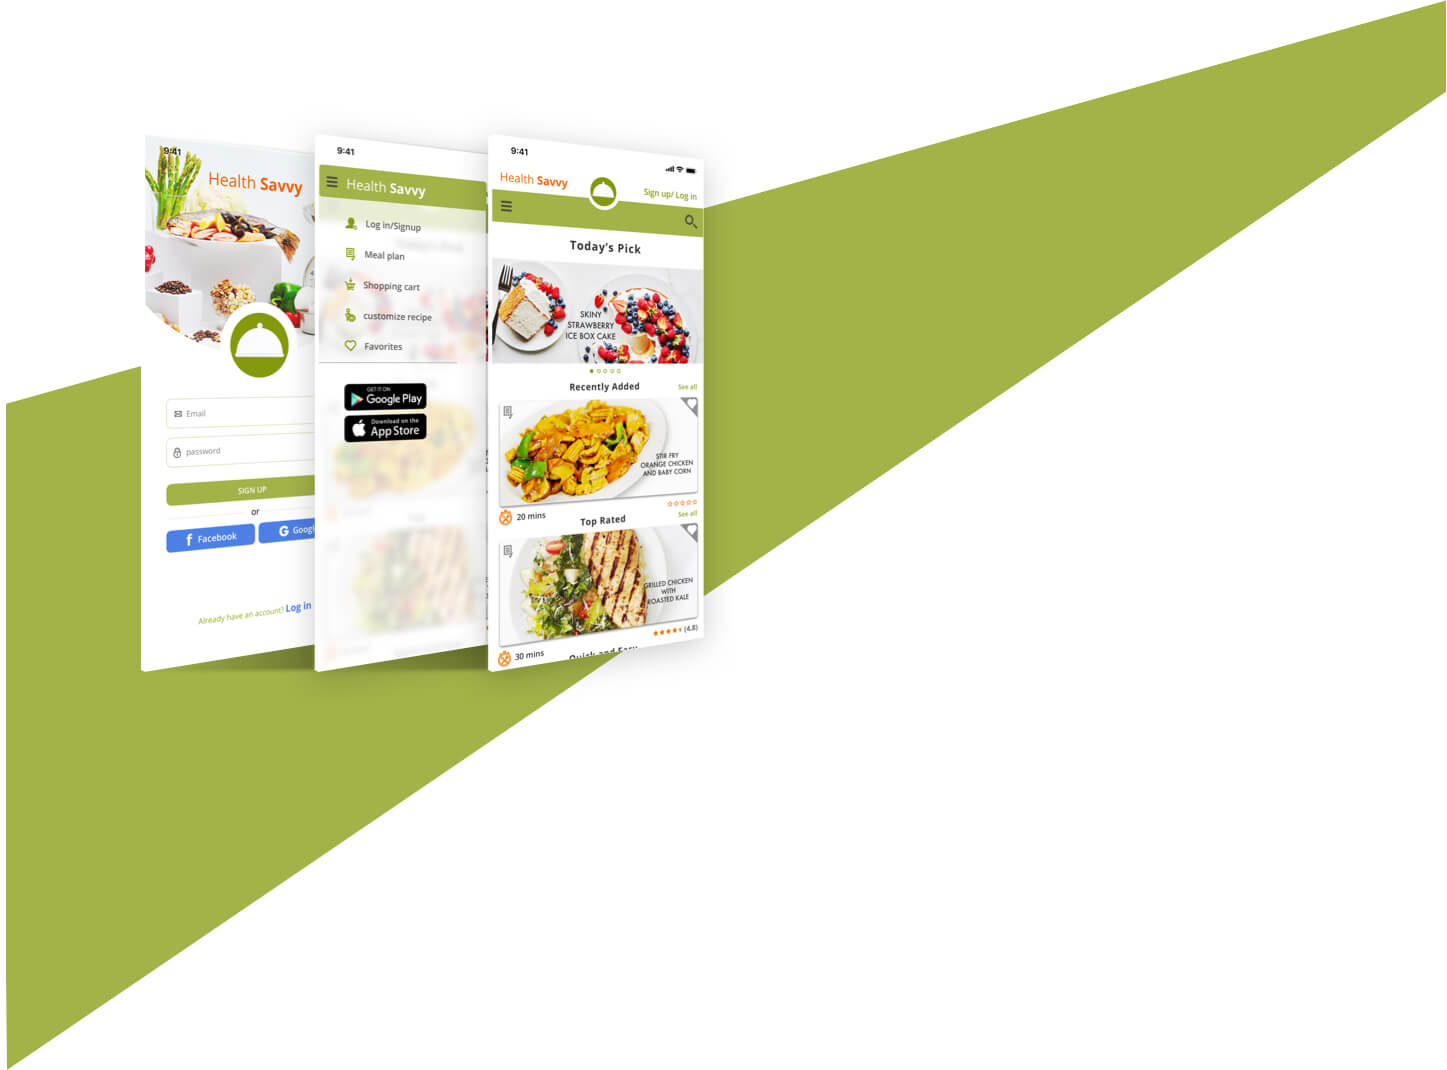 9:41
Health Savvy
Email
password
SIGN UP
or
Facebook
Already have an account? Log in
9:41
Health Savvy
Log in/Signup
Meal plan
Shopping cart
customize recipe
Favorites
GET IT ON
Google Play
Download on the
App Store
9:41
Health Savvy
Sign up/ Log in
Today's Pick
SKINY
STRAWBERRY
ICE BOX CAKE
Recently Added
See all
STIR FRY
ORANGE CHICKEN
AND BABY CORN
20 mins
Top Rated
See all
GRILLED CHICKEN
WITH
ROASTED KALE
(4.8)
30 mins
Quick and Easy